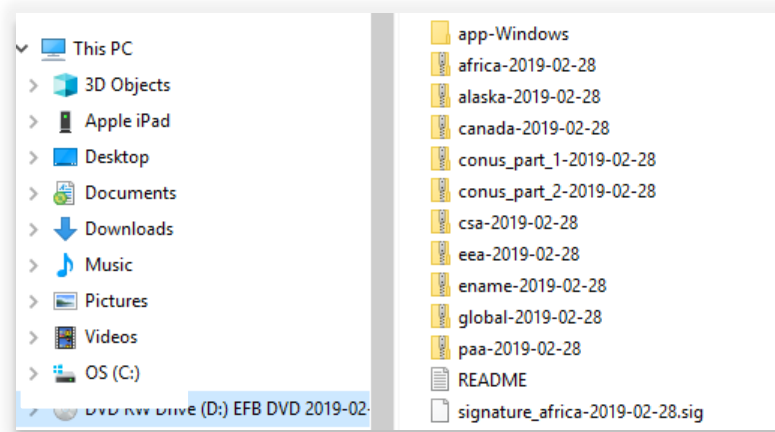 This PC
3D Objects
Apple iPad
Desktop
Documents
Downloads
Music
Pictures
Videos
OS (C:)
DVD RW Drive (D:) EFB DVD 2019-02-
app-Windows
africa-2019-02-28
alaska-2019-02-28
canada-2019-02-28
conus_part_1-2019-02-28
conus_part_2-2019-02-28
csa-2019-02-28
eea-2019-02-28
ename-2019-02-28
global-2019-02-28
paa-2019-02-28
README
signature_africa-2019-02-28.sig